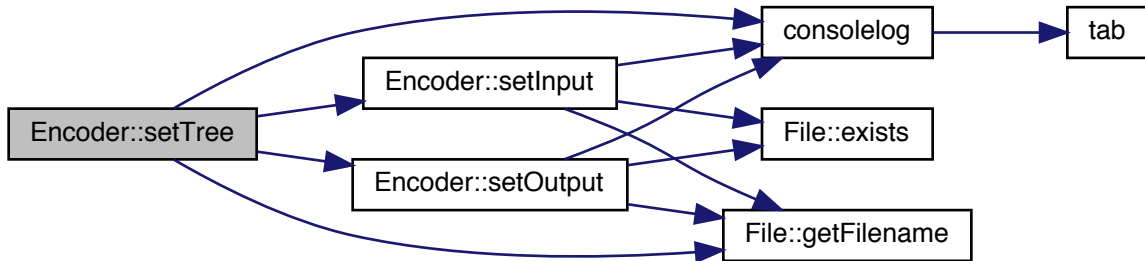 Encoder::setTree
Encoder::setInput
Encoder::setOutput
consolelog
File::exists
File::getFilename
tab